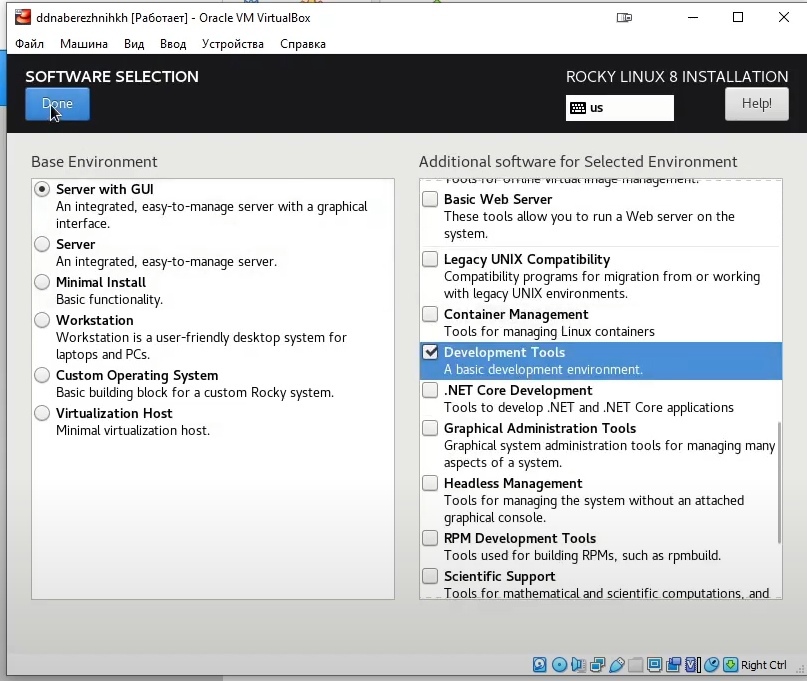 ddnaberezhnihkh [Работает] - Oracle VM VirtualBox
Файл Машина Вид Ввод Устройства Справка
SOFTWARE SELECTION
ROCKY LINUX 8 INSTALLATION
Done
us
Help!
Base Environment
Server with GUI
An integrated, easy-to-manage server with a graphical
interface.
Server
An integrated, easy-to-manage server.
Minimal Install
Basic functionality.
Workstation
Workstation is a user-friendly desktop system for
laptops and PCs.
Custom Operating System
Basic building block for a custom Rocky system.
Virtualization Host
Minimal virtualization host.
Additional software for Selected Environment
Tools for offline virtual image management.
Basic Web Server
These tools allow you to run a Web server on the
system.
Legacy UNIX Compatibility
Compatibility programs for migration from or working
with legacy UNIX environments.
Container Management
Tools for managing Linux containers
Development Tools
A basic development environment.
.NET Core Development
Tools to develop .NET and .NET Core applications
Graphical Administration Tools
Graphical system administration tools for managing many
aspects of a system.
Headless Management
Tools for managing the system without an attached
graphical console.
RPM Development Tools
Tools used for building RPMs, such as rpmbuild.
Scientific Support
Tools for mathematical and scientific computations, and
Right Ctrl